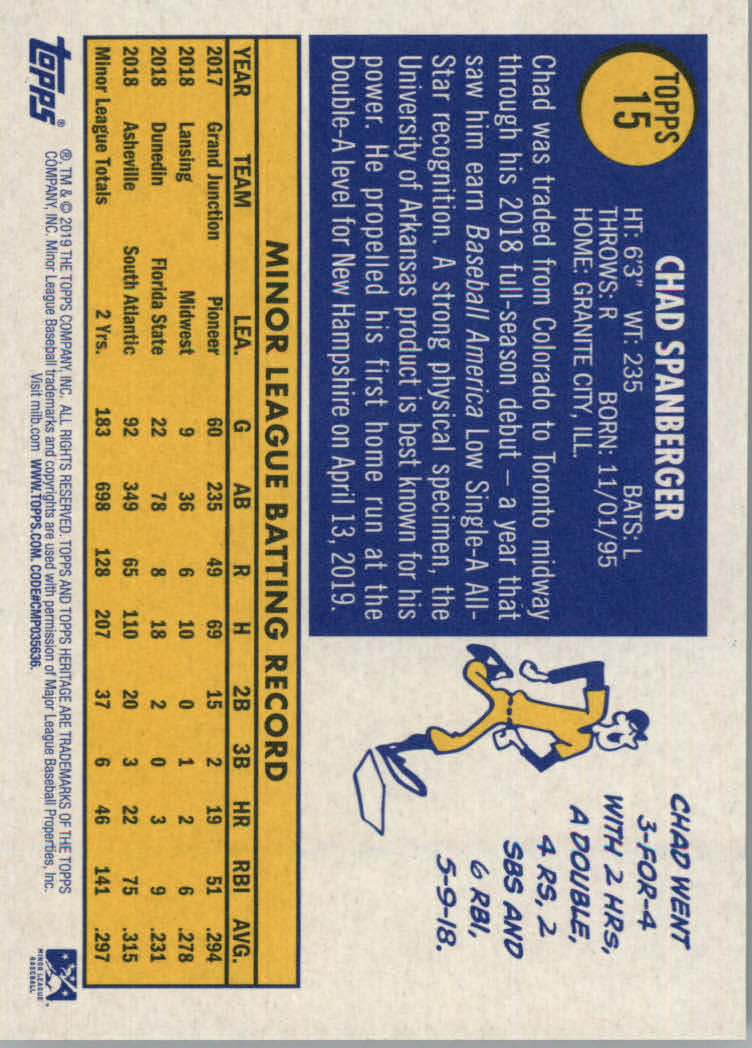 TOPPS
15
CHAD SPANBERGER
HT: 6'3" WT: 235 BATS: L
THROWS: R BORN: 11/01/95
HOME: GRANITE CITY, ILL.
Chad was traded from Colorado to Toronto midway
through his 2018 full-season debut – a year that
saw him earn Baseball America Low Single-A All-
Star recognition. A strong physical specimen, the
University of Arkansas product is best known for his
power. He propelled his first home run at the
Double-A level for New Hampshire on April 13, 2019.
CHAD WENT
3-FOR-4
WITH 2 HRS,
A DOUBLE,
4 RS, 2
SBS AND
6 RBI,
5-9-18.
MINOR LEAGUE BATTING RECORD
YEAR TEAM LEA. G AB R H 2B 3B HR RBI AVG.
2017 Grand Junction Pioneer 60 235 49 69 15 2 19 51 .294
2018 Lansing Midwest 9 36 6 10 0 1 2 6 .278
2018 Dunedin Florida State 22 78 8 18 2 0 3 9 .231
2018 Asheville South Atlantic 92 349 65 110 20 3 22 75 .315
Minor League Totals 2 Yrs. 183 698 128 207 37 6 46 141 .297
topps®
®, TM & © 2019 THE TOPPS COMPANY, INC. ALL RIGHTS RESERVED. TOPPS AND TOPPS HERITAGE ARE TRADEMARKS OF THE TOPPS
COMPANY, INC. Minor League Baseball trademarks and copyrights are used with permission of Major League Baseball Properties, Inc.
Visit milb.com WWW.TOPPS.COM. CODE#CMP035636.
MINOR LEAGUE
BASEBALL